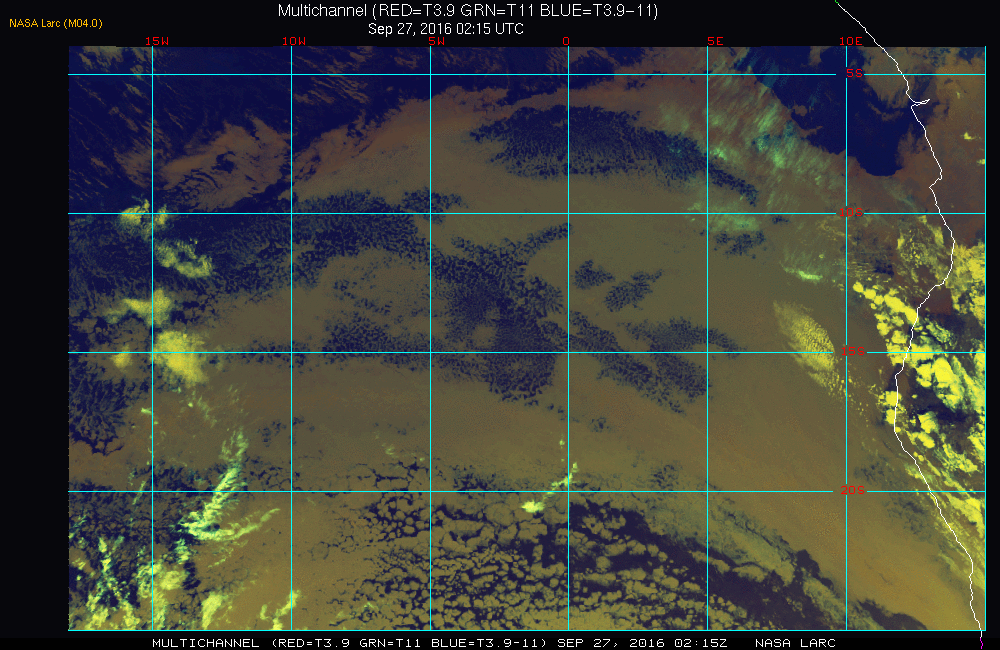 Multichannel (RED=T3.9 GRN=T11 BLUE=T3.9-11)
NASA Larc (M04.0)
Sep 27, 2016 02:15 UTC
15W 10W 5W 0 5E 10E
5S
10S
15S
20S
MULTICHANNEL (RED=T3.9 GRN=T11 BLUE=T3.9-11) SEP 27, 2016 02:15Z NASA LARC